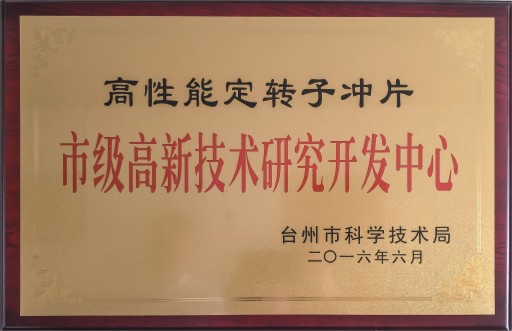 高性能定转子冲片
市级高新技术研究开发中心
台州市科学技术局
二〇一六年六月